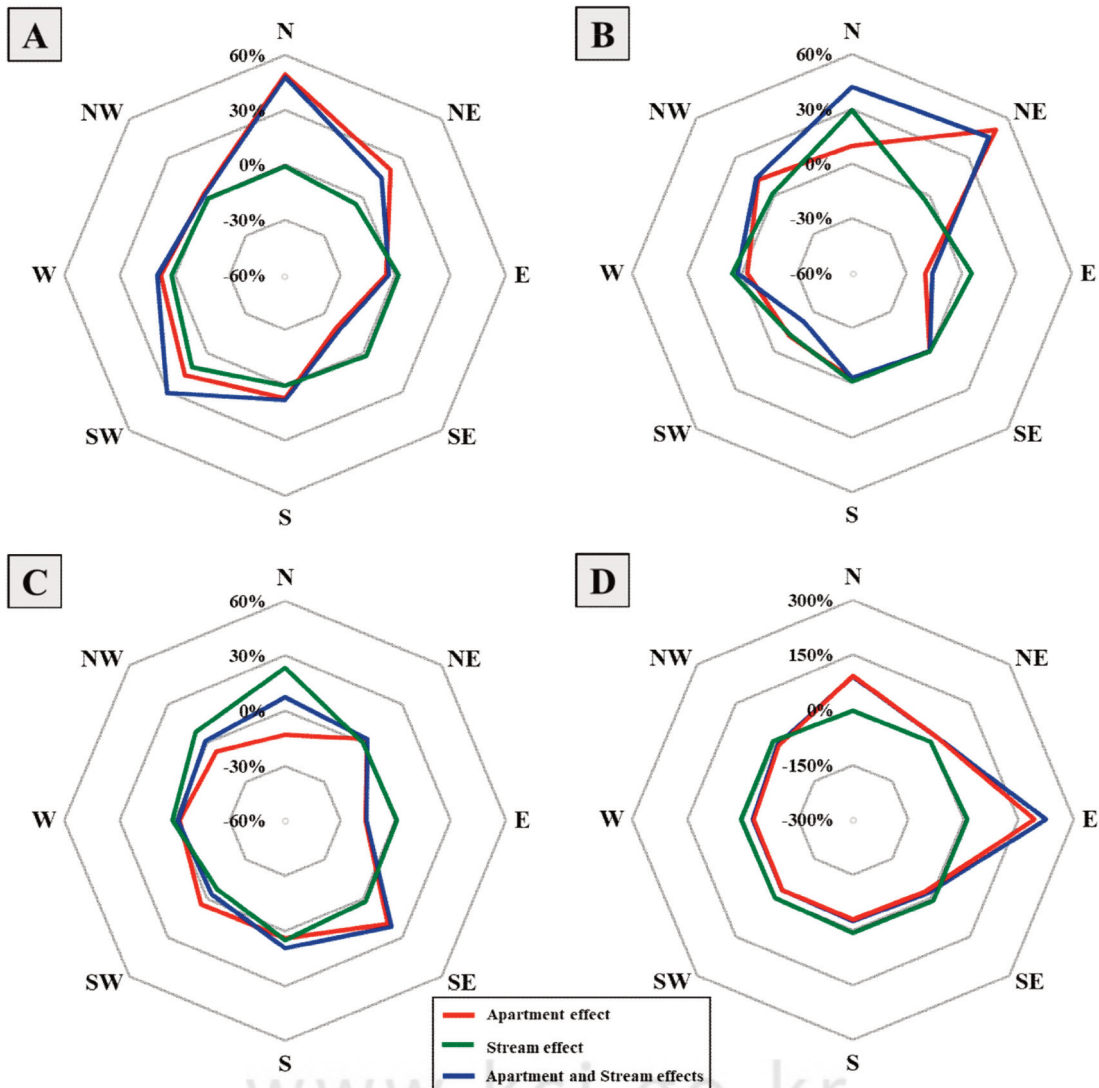 A
N
60%
30%
0%
-30%
-60%
NE
E
SE
S
SW
W
NW
B
N
60%
30%
0%
-30%
-60%
NE
E
SE
S
SW
W
NW
C
N
60%
30%
0%
-30%
-60%
NE
E
SE
S
SW
W
NW
D
N
300%
150%
0%
-150%
-300%
NE
E
SE
S
SW
W
NW
Apartment effect
Stream effect
Apartment and Stream effects